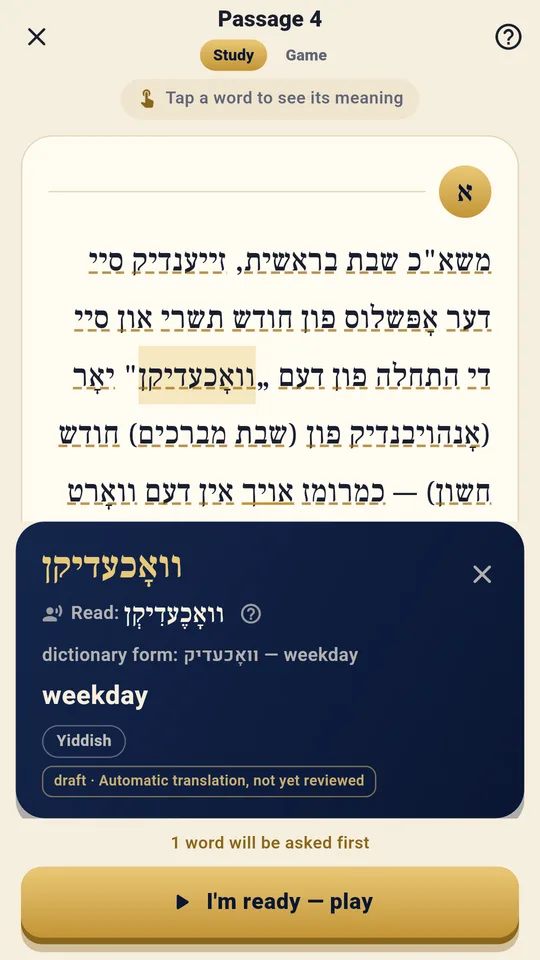 Passage 4
Study Game
Tap a word to see its meaning
א
משא"כ שבת בראשית, זייענדיק סיי
דער אָפּשלוס פון חודש תשרי און סיי
די התחלה פון דעם „וואָכעדיקן" יאָר
(אָנהויבנדיק פון (שבת מברכים) חודש
חשון) — כמרומז אויך אין דעם וואָרט
וואָכעדיקן
Read: וואָכֶעדִיקְן
dictionary form: וואָכעדיק — weekday
weekday
Yiddish
draft · Automatic translation, not yet reviewed
1 word will be asked first
I'm ready — play